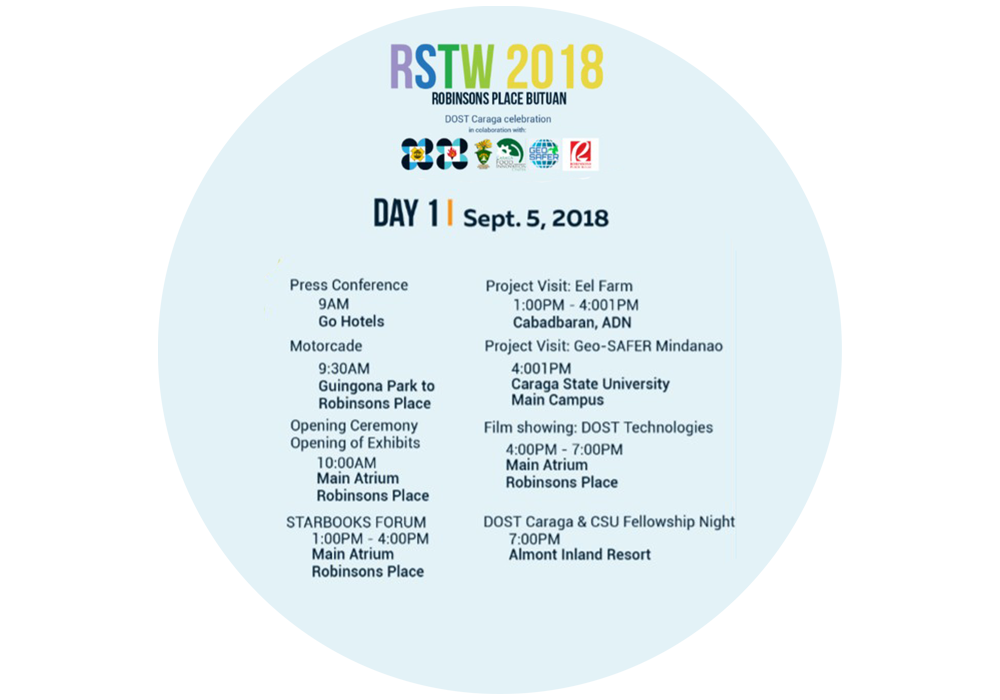 RSTW 2018
ROBINSONS PLACE BUTUAN
DOST Caraga celebration
in colaboration with:
GEO SAFER
DAY 1 | Sept. 5, 2018
Press Conference
9AM
Go Hotels
Motorcade
9:30AM
Guingona Park to
Robinsons Place
Opening Ceremony
Opening of Exhibits
10:00AM
Main Atrium
Robinsons Place
STARBOOKS FORUM
1:00PM - 4:00PM
Main Atrium
Robinsons Place
Project Visit: Eel Farm
1:00PM - 4:001PM
Cabadbaran, ADN
Project Visit: Geo-SAFER Mindanao
4:001PM
Caraga State University
Main Campus
Film showing: DOST Technologies
4:00PM - 7:00PM
Main Atrium
Robinsons Place
DOST Caraga & CSU Fellowship Night
7:00PM
Almont Inland Resort